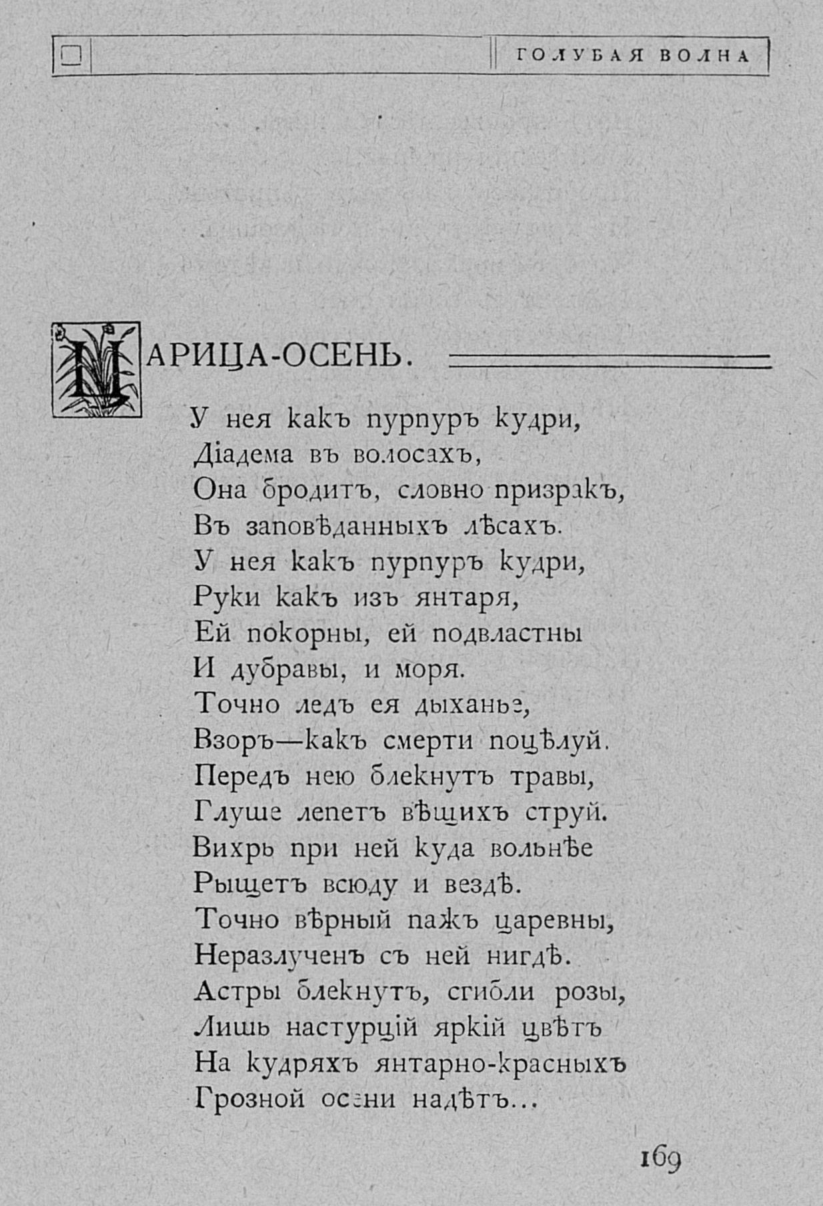 ГОЛУБАЯ ВОЛНА
ЦАРИЦА-ОСЕНЬ.
У нея какъ пурпуръ кудри,
Діадема въ волосахъ,
Она бродитъ, словно призракъ,
Въ заповѣданныхъ лѣсахъ.
У нея какъ пурпуръ кудри,
Руки какъ изъ янтаря,
Ей покорны, ей подвластны
И дубравы, и моря.
Точно ледъ ея дыханье,
Взоръ—какъ смерти поцѣлуй.
Передъ нею блекнутъ травы,
Глуше лепетъ вѣщихъ струй.
Вихрь при ней куда вольнѣе
Рыщетъ всюду и вездѣ.
Точно вѣрный пажъ царевны,
Неразлученъ съ ней нигдѣ.
Астры блекнутъ, сгибли розы,
Лишь настурцій яркій цвѣтъ
На кудряхъ янтарно-красныхъ
Грозной осени надѣтъ...
169